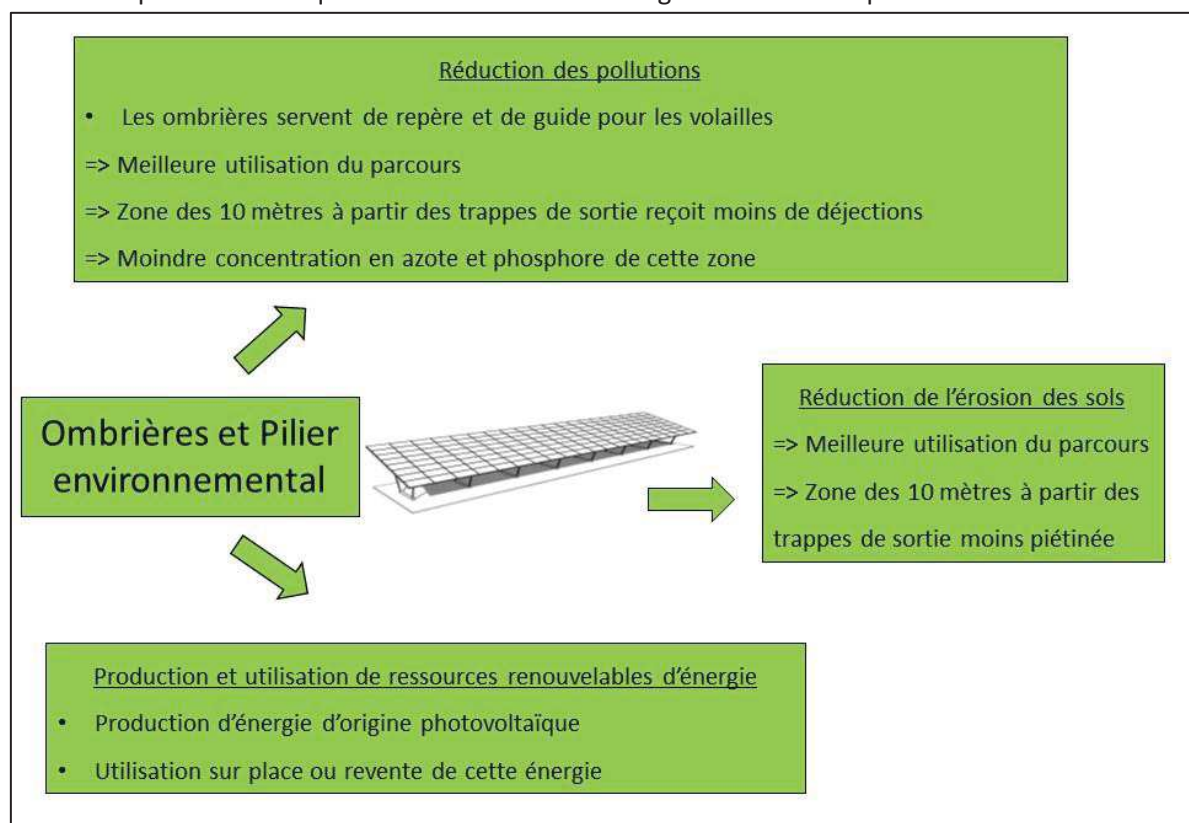 Réduction des pollutions
• Les ombrières servent de repère et de guide pour les volailles
=> Meilleure utilisation du parcours
=> Zone des 10 mètres à partir des trappes de sortie reçoit moins de déjections
=> Moindre concentration en azote et phosphore de cette zone
Ombrières et Pilier
environnemental
Réduction de l'érosion des sols
=> Meilleure utilisation du parcours
=> Zone des 10 mètres à partir des
trappes de sortie moins piétinée
Production et utilisation de ressources renouvelables d'énergie
• Production d'énergie d'origine photovoltaïque
• Utilisation sur place ou revente de cette énergie